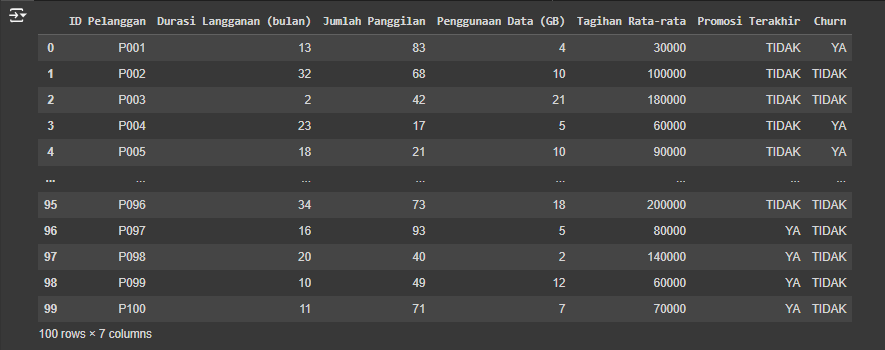 ID Pelanggan Durasi Langganan (bulan) Jumlah Panggilan Penggunaan Data (GB) Tagihan Rata-rata Promosi Terakhir Churn
0 P001 13 83 4 30000 TIDAK YA
1 P002 32 68 10 100000 TIDAK TIDAK
2 P003 2 42 21 180000 TIDAK TIDAK
3 P004 23 17 5 60000 TIDAK YA
4 P005 18 21 10 90000 TIDAK YA
... ... ... ... ... ... ... ...
95 P096 34 73 18 200000 TIDAK TIDAK
96 P097 16 93 5 80000 YA TIDAK
97 P098 20 40 2 140000 YA TIDAK
98 P099 10 49 12 60000 YA TIDAK
99 P100 11 71 7 70000 YA TIDAK
100 rows × 7 columns